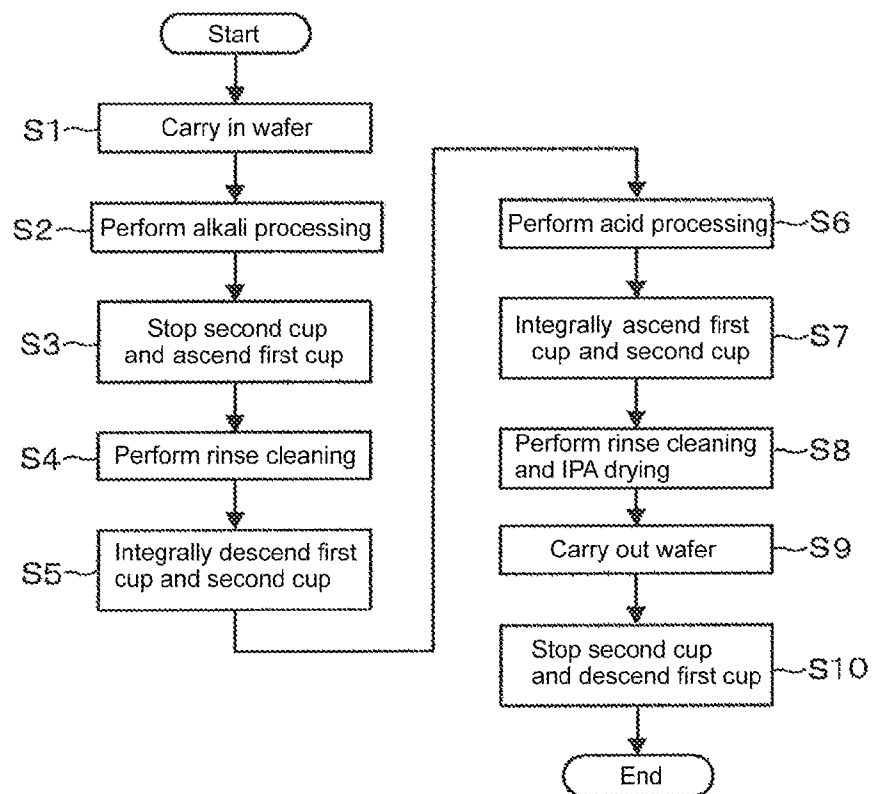 Start
S1
Carry in wafer
S2
Perform alkali processing
S3
Stop second cup
and ascend first cup
S4
Perform rinse cleaning
S5
Integrally descend first
cup and second cup
Perform acid processing
S6
Integrally ascend first
cup and second cup
S7
Perform rinse cleaning
and IPA drying
S8
Carry out wafer
S9
Stop second cup
and descend first cup
S10
End